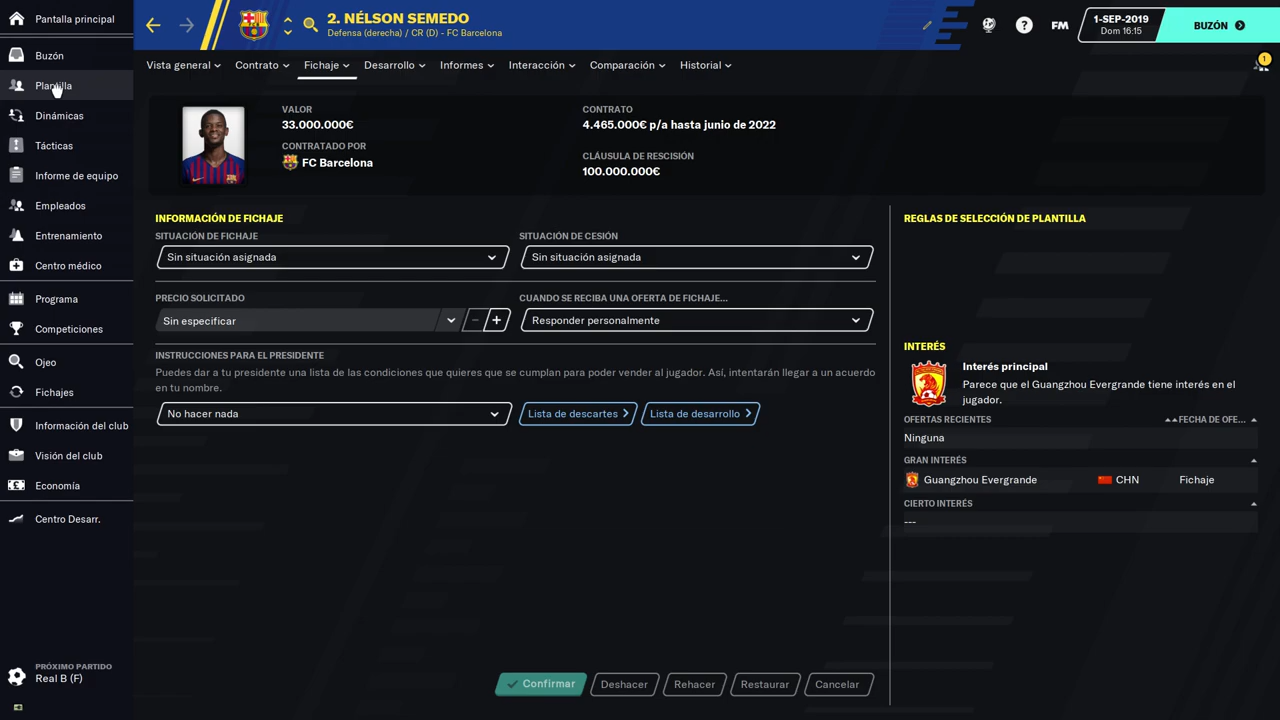 Pantalla principal
Buzón
Plantilla
Dinámicas
Tácticas
Informe de equipo
Empleados
Entrenamiento
Centro médico
Programa
Competiciones
Ojeo
Fichajes
Información del club
Visión del club
Economía
Centro Desarr.
PRÓXIMO PARTIDO
Real B (F)
2. NÉLSON SEMEDO
Defensa (derecha) / CR (D) - FC Barcelona
?
FM
1-SEP-2019
Dom 16:15
BUZÓN
Vista general
Contrato
Fichaje
Desarrollo
Informes
Interacción
Comparación
Historial
1
VALOR
33.000.000€
CONTRATADO POR
FC Barcelona
CONTRATO
4.465.000€ p/a hasta junio de 2022
CLÁUSULA DE RESCISIÓN
100.000.000€
INFORMACIÓN DE FICHAJE
SITUACIÓN DE FICHAJE
Sin situación asignada
SITUACIÓN DE CESIÓN
Sin situación asignada
PRECIO SOLICITADO
Sin especificar
CUANDO SE RECIBA UNA OFERTA DE FICHAJE...
Responder personalmente
INSTRUCCIONES PARA EL PRESIDENTE
Puedes dar a tu presidente una lista de las condiciones que quieres que se cumplan para poder vender al jugador. Así, intentarán llegar a un acuerdo
en tu nombre.
No hacer nada
Lista de descartes
Lista de desarrollo
Confirmar
Deshacer
Rehacer
Restaurar
Cancelar
REGLAS DE SELECCIÓN DE PLANTILLA
INTERÉS
Interés principal
Parece que el Guangzhou Evergrande tiene interés en el
jugador.
OFERTAS RECIENTES
FECHA DE OFE...
Ninguna
GRAN INTERÉS
Guangzhou Evergrande
CHN
Fichaje
CIERTO INTERÉS
---